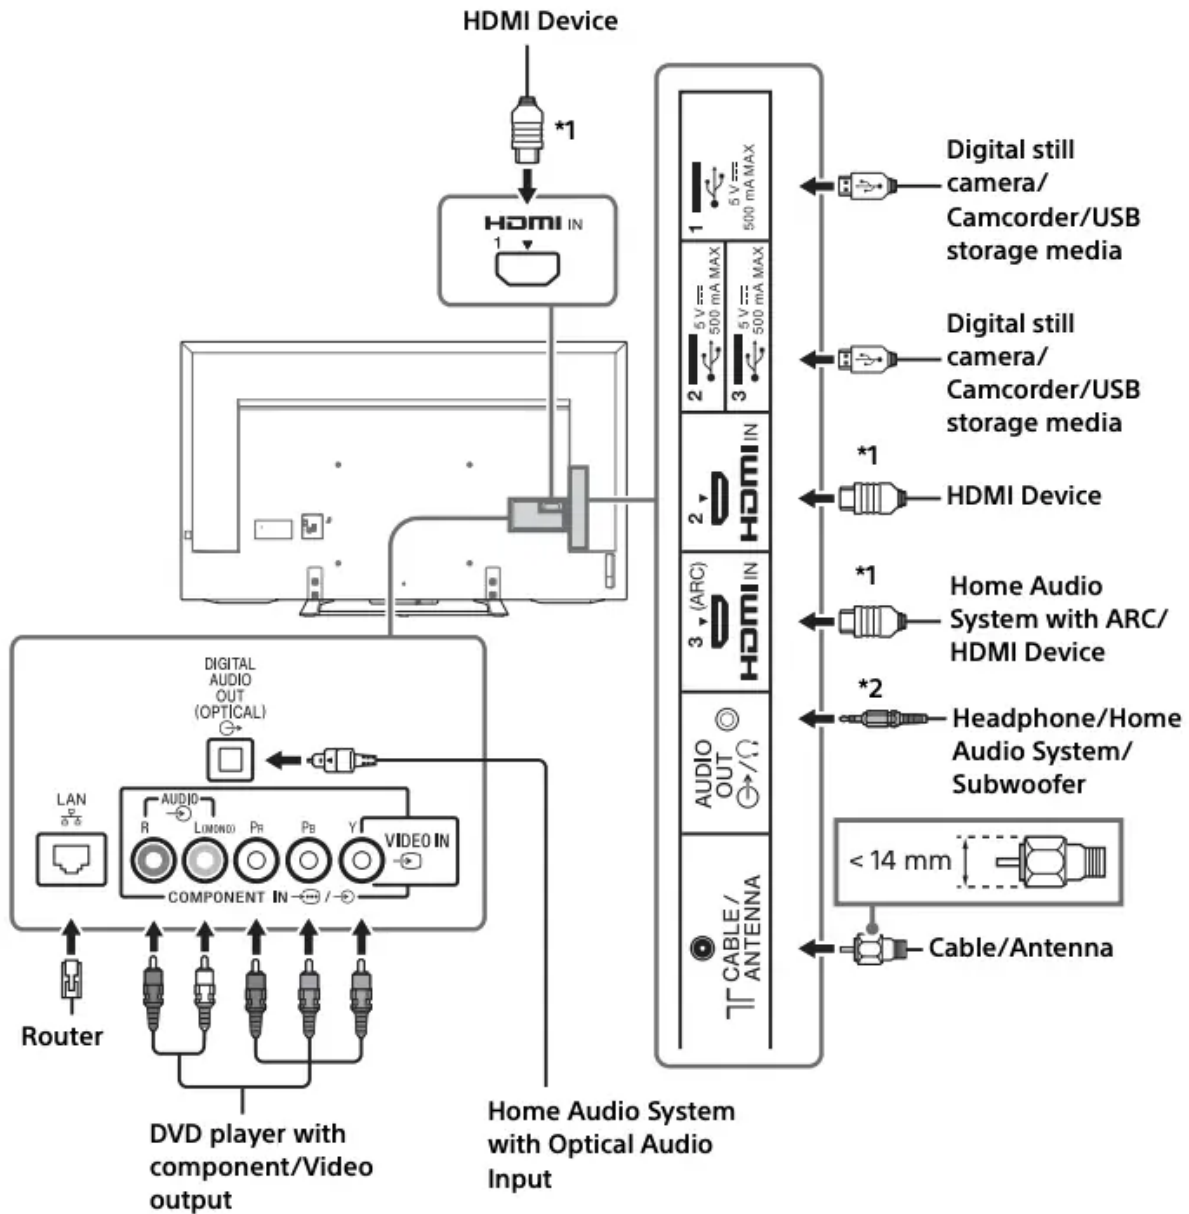 HDMI Device
*1
HDMI IN
1
1
5 V
500 mA MAX
2
5 V
500 mA MAX
3
5 V
500 mA MAX
2
HDMI IN
3
(ARC)
HDMI IN
AUDIO
OUT
CABLE/
ANTENNA
Digital still
camera/
Camcorder/USB
storage media
Digital still
camera/
Camcorder/USB
storage media
*1
HDMI Device
*1
Home Audio
System with ARC/
HDMI Device
*2
Headphone/Home
Audio System/
Subwoofer
< 14 mm
Cable/Antenna
DIGITAL
AUDIO
OUT
(OPTICAL)
LAN
AUDIO
R
L(MONO)
PR
PB
Y
VIDEO IN
COMPONENT IN
/
Router
DVD player with
component/Video
output
Home Audio System
with Optical Audio
Input